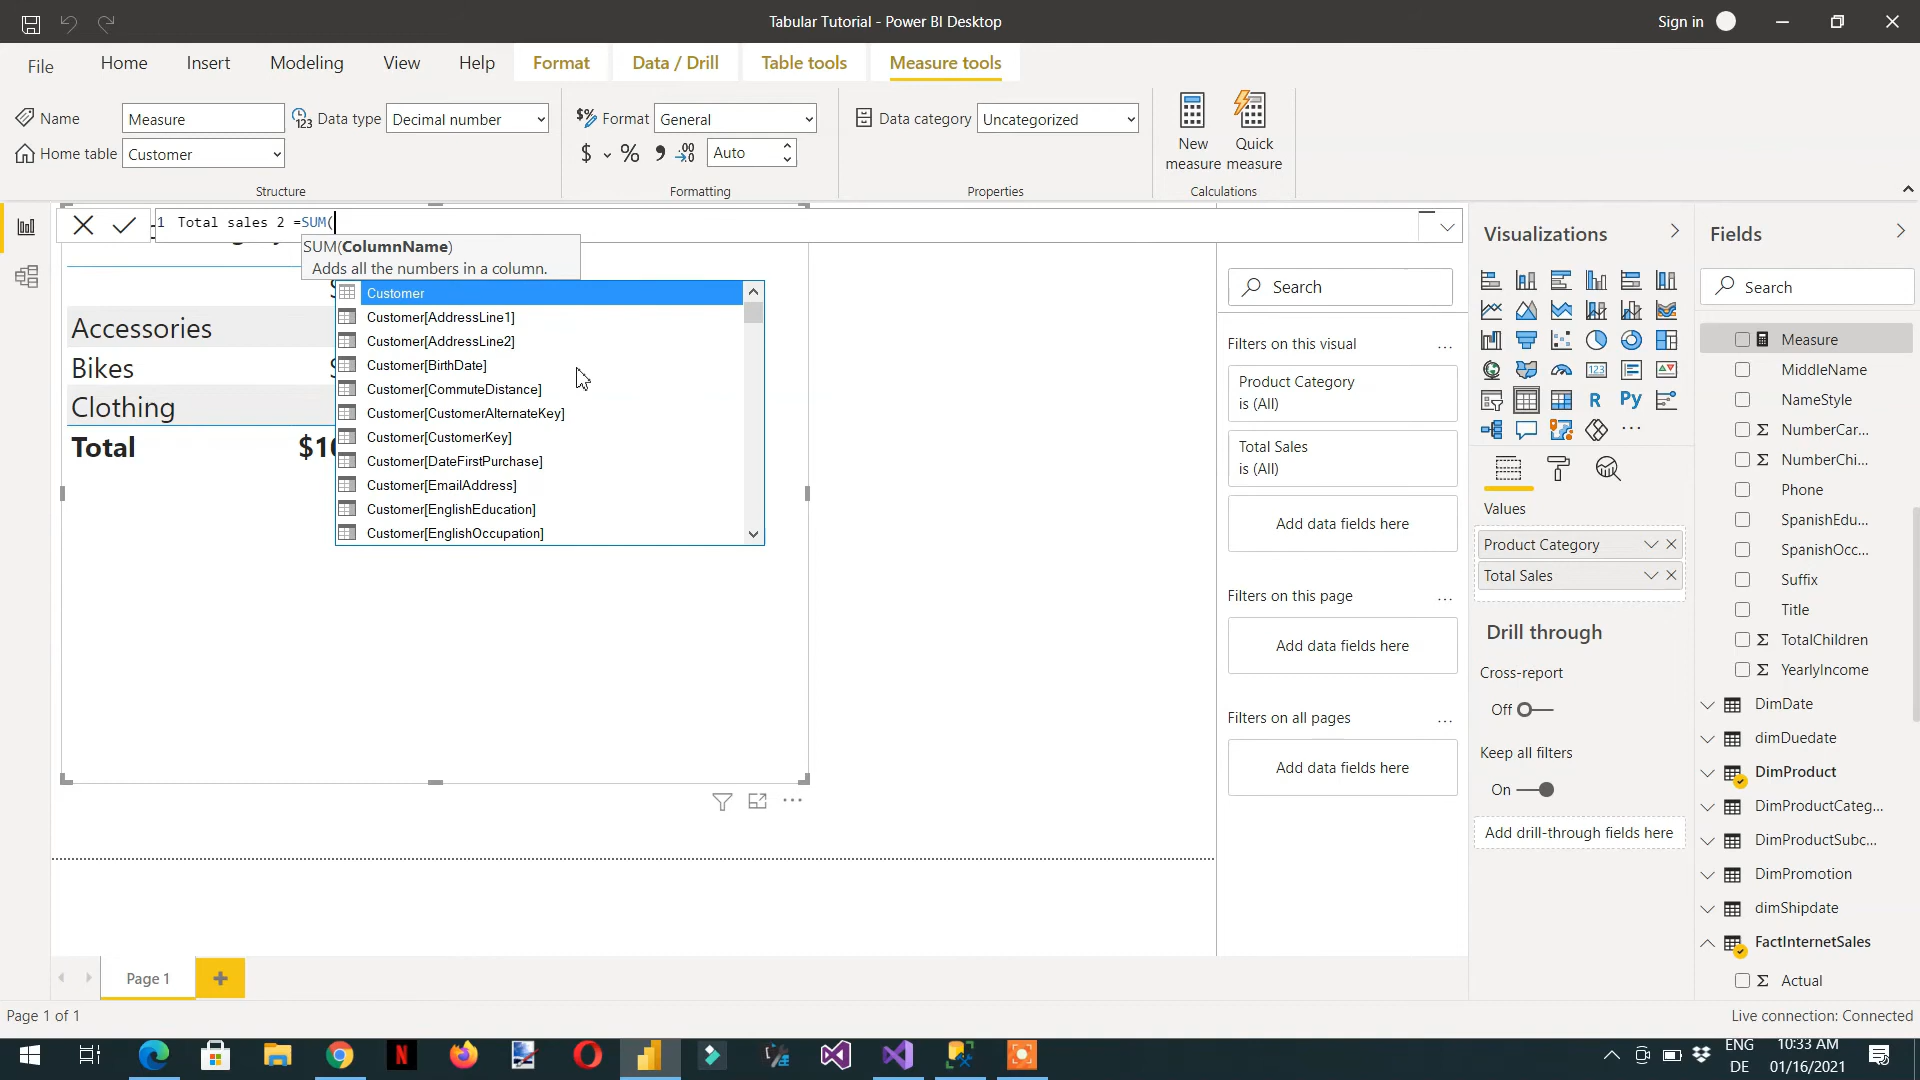 Tabular Tutorial - Power BI Desktop
Sign in
File
Home
Insert
Modeling
View
Help
Format
Data / Drill
Table tools
Measure tools
Name
Measure
Data type
Decimal number
Home table
Customer
Structure
Format
General
$
%
Auto
Formatting
Data category
Uncategorized
Properties
New measure
Quick measure
Calculations
1 Total sales 2 =SUM(
SUM(ColumnName)
Adds all the numbers in a column.
Customer
Customer[AddressLine1]
Customer[AddressLine2]
Customer[BirthDate]
Customer[CommuteDistance]
Customer[CustomerAlternateKey]
Customer[CustomerKey]
Customer[DateFirstPurchase]
Customer[EmailAddress]
Customer[EnglishEducation]
Customer[EnglishOccupation]
Accessories
Bikes
Clothing
Total
Search
Filters on this visual
...
Product Category
is (All)
Total Sales
is (All)
Add data fields here
Filters on this page
...
Add data fields here
Filters on all pages
...
Add data fields here
Visualizations
R
Py
...
Values
Product Category
Total Sales
Drill through
Cross-report
Off
Keep all filters
On
Add drill-through fields here
Fields
Search
Measure
MiddleName
NameStyle
NumberCar...
NumberChi...
Phone
SpanishEdu...
SpanishOcc...
Suffix
Title
TotalChildren
YearlyIncome
DimDate
dimDuedate
DimProduct
DimProductCateg...
DimProductSubc...
DimPromotion
dimShipdate
FactInternetSales
Actual
Page 1
Page 1 of 1
Live connection: Connected
ENG
DE
10:33 AM
01/16/2021